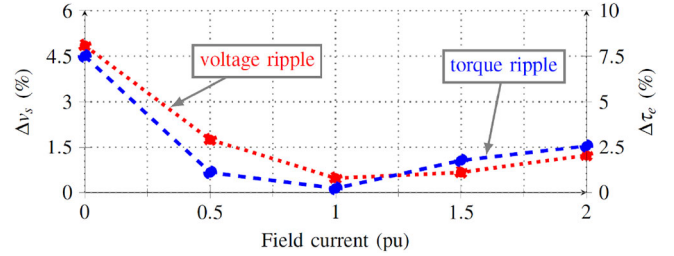 6 10
4.5 7.5
3 5
1.5 2.5
0 0
Δv_s (%)
Δτ_e (%)
voltage ripple
torque ripple
0 0.5 1 1.5 2
Field current (pu)